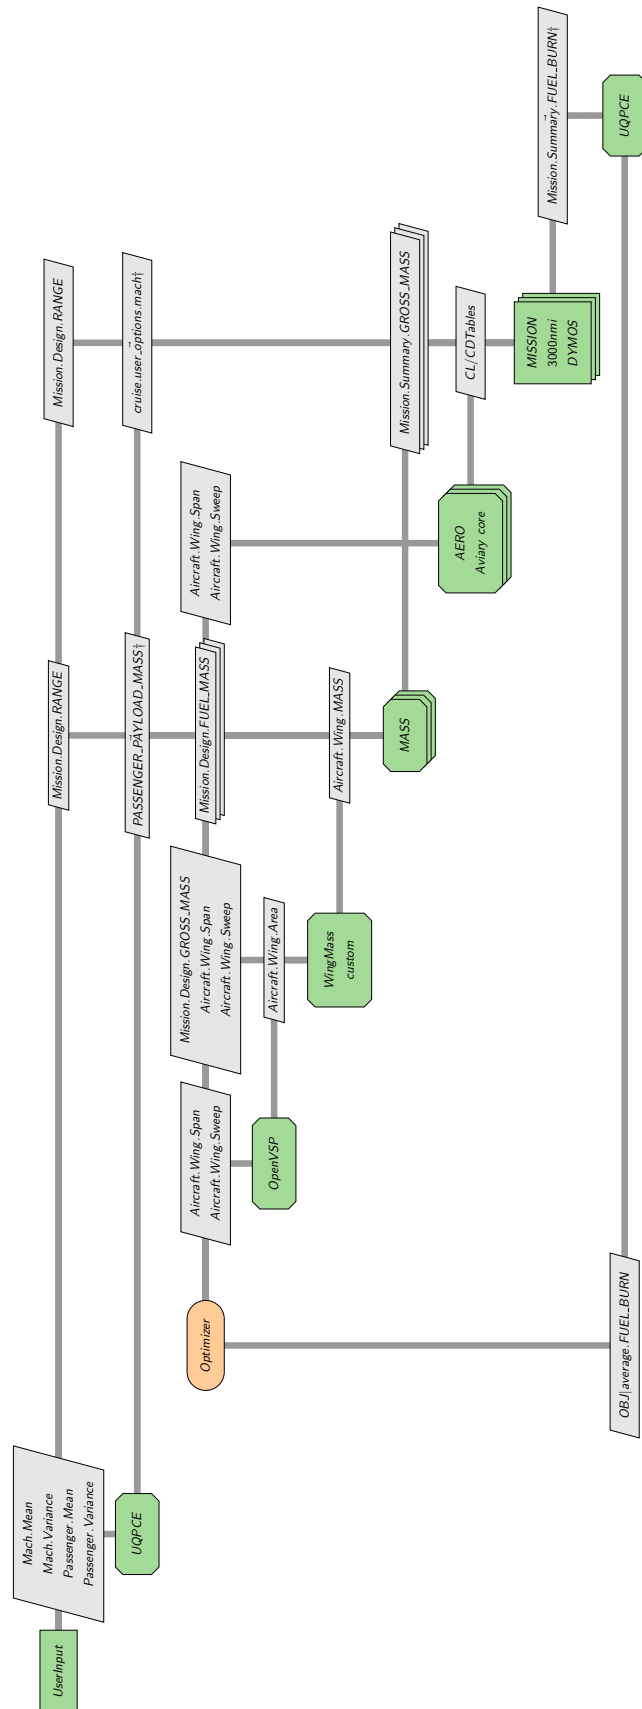 UserInput
Mach.Mean
Mach.Variance
Passenger.Mean
Passenger.Variance
Mission.Design.RANGE
Mission.Design.RANGE
UQPCE
PASSENGER_PAYLOAD_MASS†
cruise.user_options.mach†
Optimizer
Aircraft.Wing.Span
Aircraft.Wing.Sweep
Mission.Design.GROSS_MASS
Aircraft.Wing.Span
Aircraft.Wing.Sweep
Mission.Design.FUEL_MASS
Aircraft.Wing.Span
Aircraft.Wing.Sweep
OpenVSP
Aircraft.Wing.Area
WingMass
custom
Aircraft.Wing.MASS
MASS
Mission.Summary.GROSS_MASS
AERO
Aviary core
CL|CDTables
MISSION
3000nmi
DYMOS
Mission.Summary.FUEL_BURN†
OBJ|average.FUEL_BURN
UQPCE